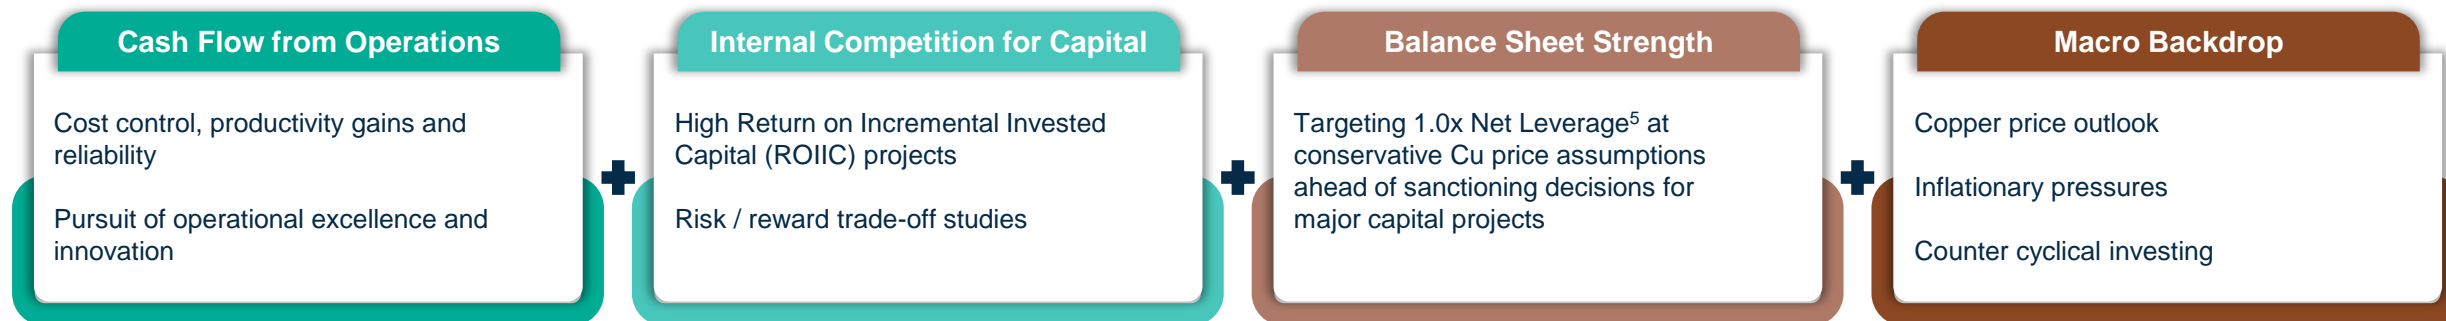 Cash Flow from Operations
Cost control, productivity gains and
reliability
Pursuit of operational excellence and
innovation
Internal Competition for Capital
High Return on Incremental Invested
Capital (ROIIC) projects
Risk / reward trade-off studies
Balance Sheet Strength
Targeting 1.0x Net Leverage⁵ at
conservative Cu price assumptions
ahead of sanctioning decisions for
major capital projects
Macro Backdrop
Copper price outlook
Inflationary pressures
Counter cyclical investing